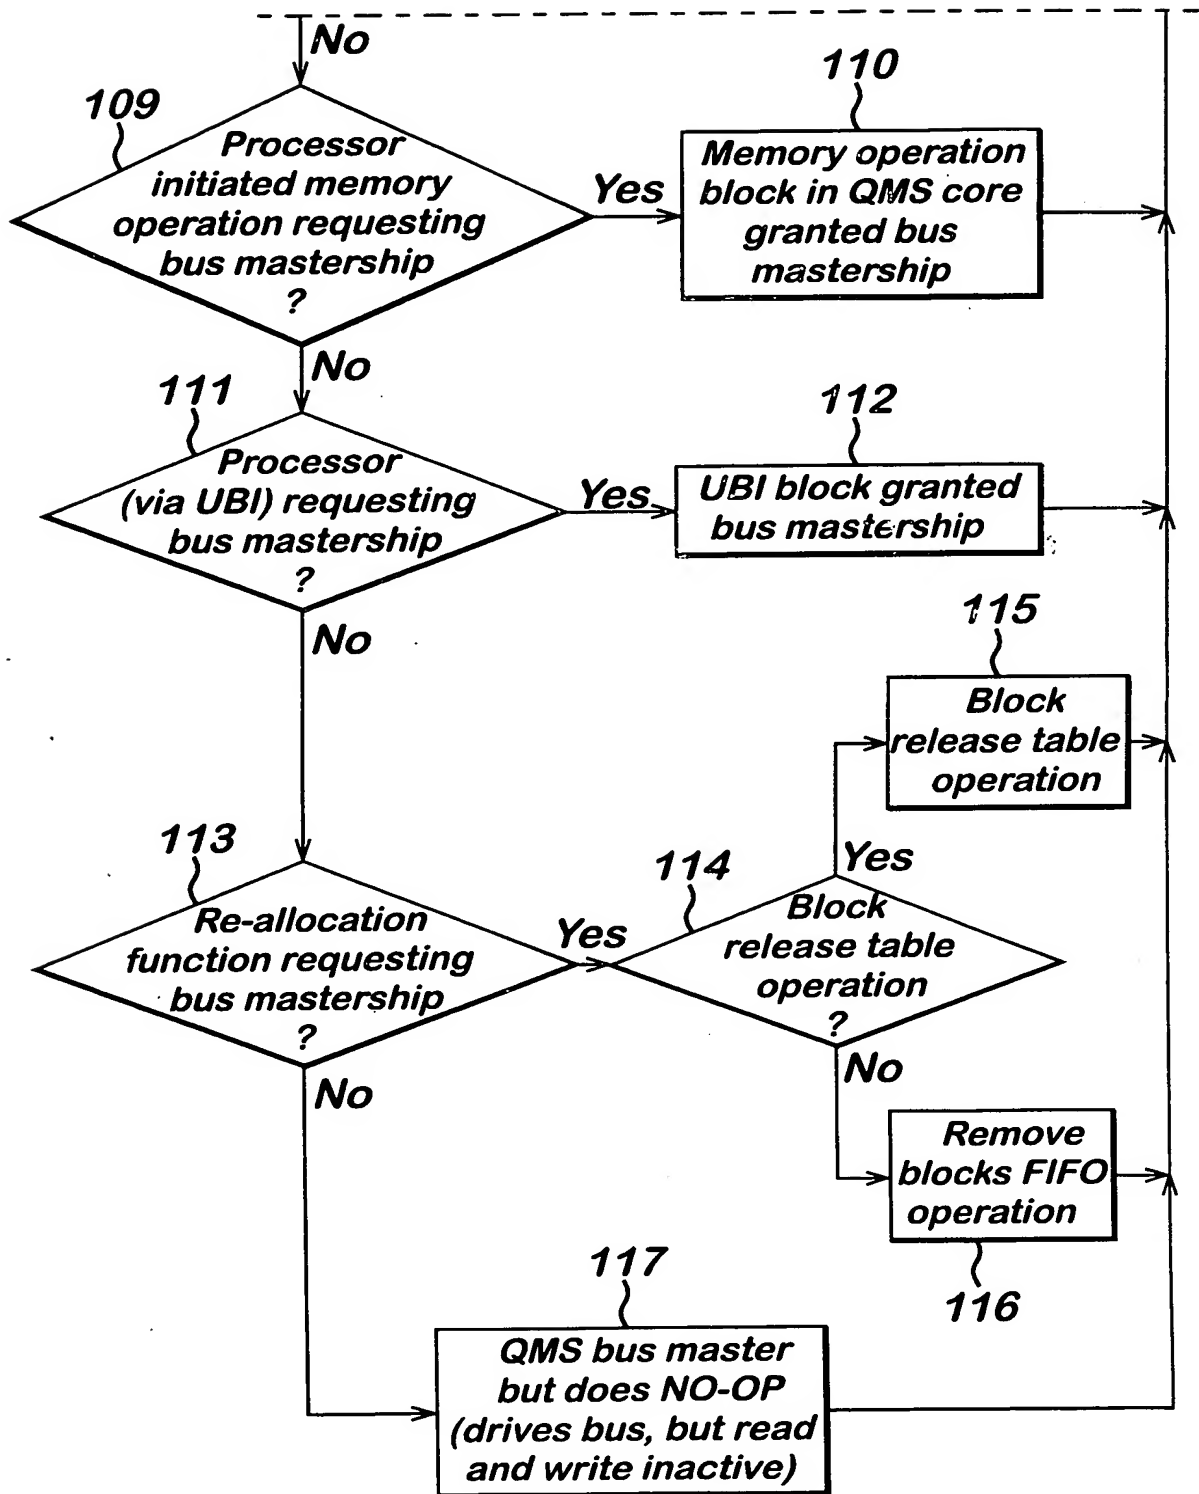 No
109
Processor
initiated memory
operation requesting
bus mastership
?
Yes
110
Memory operation
block in QMS core
granted bus
mastership
No
111
Processor
(via UBI) requesting
bus mastership
?
Yes
112
UBI block granted
bus mastership
No
115
Block
release table
operation
113
Re-allocation
function requesting
bus mastership
?
Yes
114
Block
release table
operation
?
Yes
No
Remove
blocks FIFO
operation
116
No
117
QMS bus master
but does NO-OP
(drives bus, but read
and write inactive)